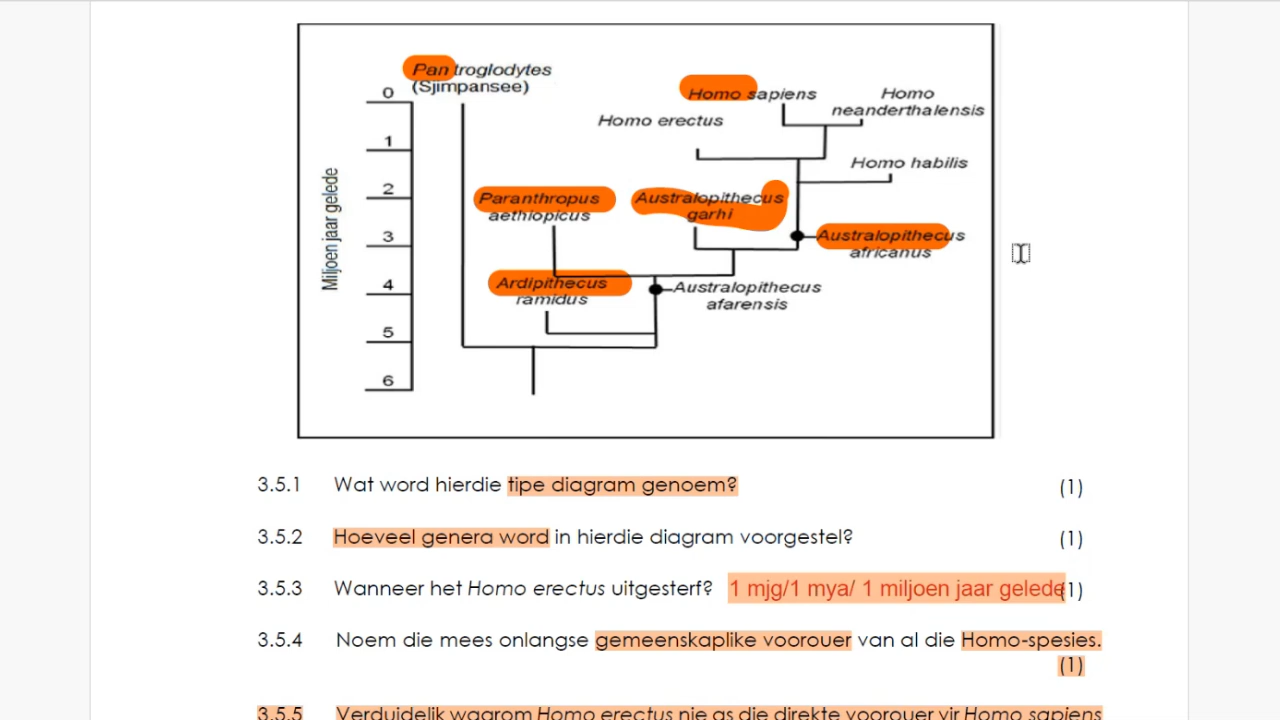 Pan troglodytes
(Sjimpansee)
0
Homo sapiens
Homo
neanderthalensis
Homo erectus
1
Homo habilis
2
Paranthropus
aethiopicus
Australopithecus
garhi
3
Australopithecus
africanus
4
Ardipithecus
ramidus
Australopithecus
afarensis
5
6
Miljoen jaar gelede
3.5.1 Wat word hierdie tipe diagram genoem? (1)
3.5.2 Hoeveel genera word in hierdie diagram voorgestel? (1)
3.5.3 Wanneer het Homo erectus uitgesterf? 1 mjg/1 mya/ 1 miljoen jaar gelede (1)
3.5.4 Noem die mees onlangse gemeenskaplike voorouer van al die Homo-spesies.
(1)
3.5.5 Verduidelik waarom Homo erectus nie as die direkte voorouer vir Homo sapiens